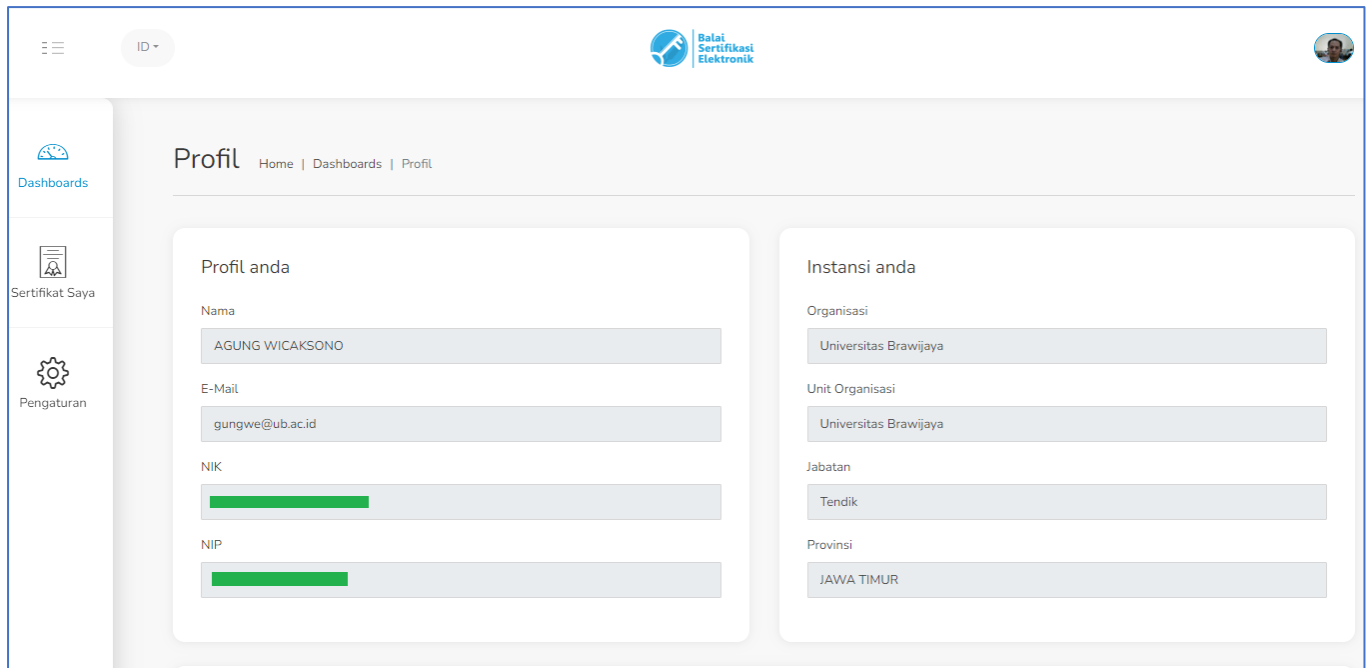 ID
Balai
Sertifikasi
Elektronik
Dashboards
Sertifikat Saya
Pengaturan
Profil Home | Dashboards | Profil
Profil anda
Nama
AGUNG WICAKSONO
E-Mail
gungwe@ub.ac.id
NIK
NIP
Instansi anda
Organisasi
Universitas Brawijaya
Unit Organisasi
Universitas Brawijaya
Jabatan
Tendik
Provinsi
JAWA TIMUR